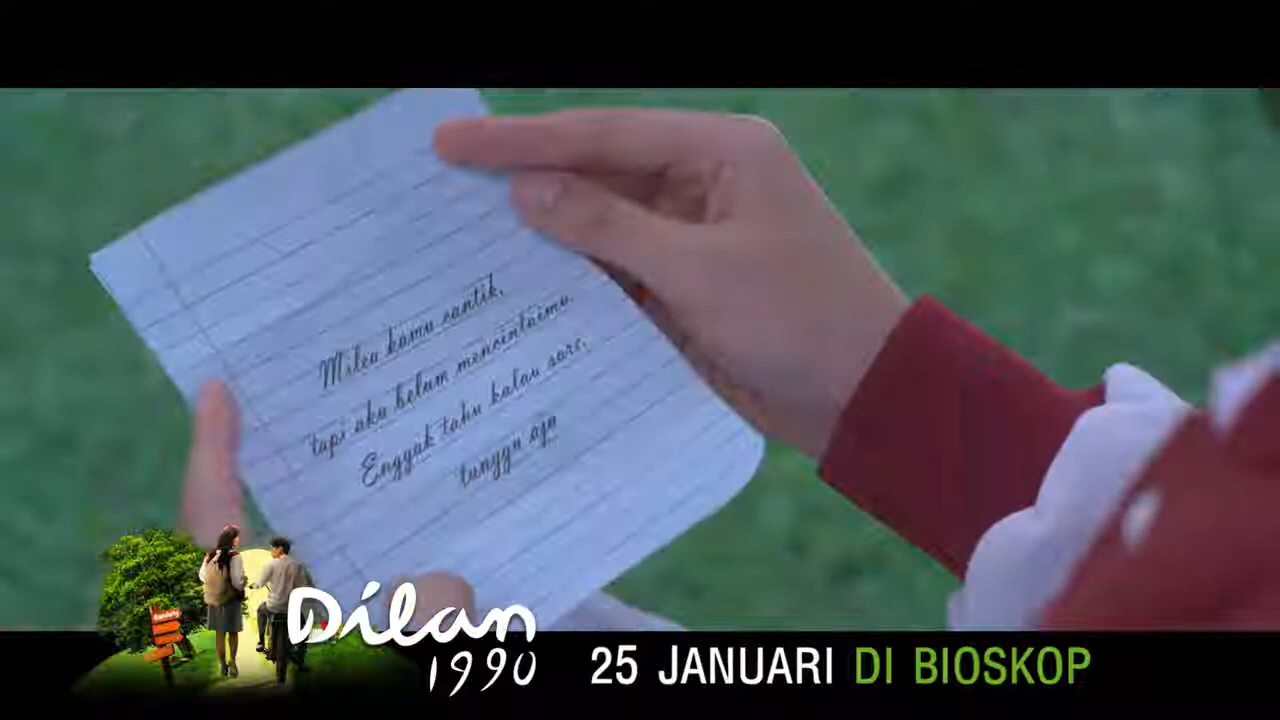 Milea kamu cantik,
tapi aku belum mencintaimu.
Enggak tahu kalau sore,
tunggu aja
Dilan
1990
25 JANUARI DI BIOSKOP